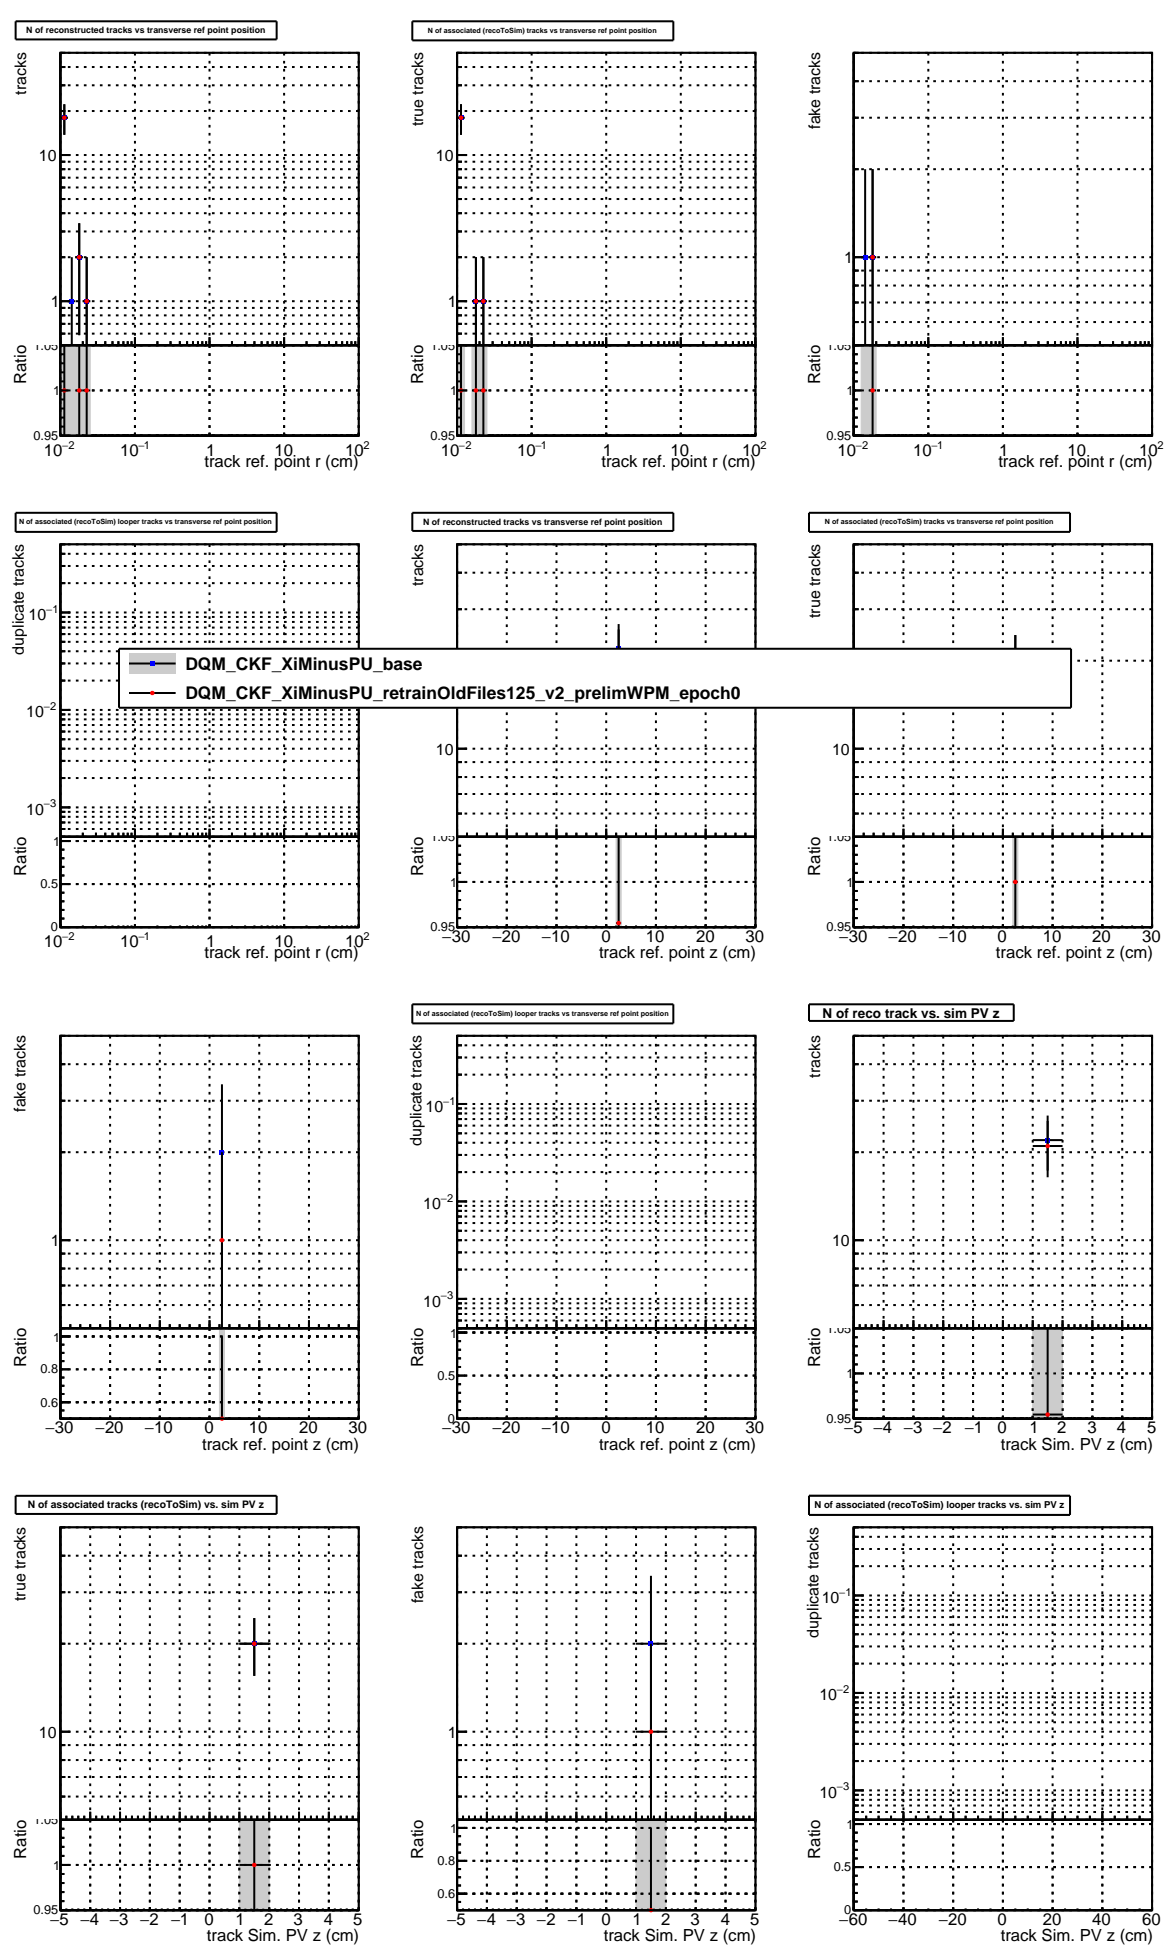 N of reconstructed tracks vs transverse ref point position
tracks
10
1
Ratio
1.05
1
0.95
10−2 10−1 1 10 102
track ref. point r (cm)
N of associated (recoToSim) tracks vs transverse ref point position
true tracks
10
1
Ratio
1.05
1
0.95
10−2 10−1 1 10 102
track ref. point r (cm)
fake tracks
1
Ratio
1.05
1
0.95
10−2 10−1 1 10 102
track ref. point r (cm)
N of associated (recoToSim) looper tracks vs transverse ref point position
duplicate tracks
10−1
10−2
10−3
Ratio
1
0.5
0
10−2 10−1 1 10 102
track ref. point r (cm)
N of reconstructed tracks vs transverse ref point position
tracks
10
Ratio
1.05
1
0.95
−30 −20 −10 0 10 20 30
track ref. point z (cm)
N of associated (recoToSim) tracks vs transverse ref point position
true tracks
10
Ratio
1.05
1
0.95
−30 −20 −10 0 10 20 30
track ref. point z (cm)
DQM_CKF_XiMinusPU_base
DQM_CKF_XiMinusPU_retrainOldFiles125_v2_prelimWPM_epoch0
fake tracks
1
Ratio
1
0.8
0.6
−30 −20 −10 0 10 20 30
track ref. point z (cm)
N of associated (recoToSim) looper tracks vs transverse ref point position
duplicate tracks
10−1
10−2
10−3
Ratio
1
0.5
0
−30 −20 −10 0 10 20 30
track ref. point z (cm)
N of reco track vs. sim PV z
tracks
10
Ratio
1.05
1
0.95
−5 −4 −3 −2 −1 0 1 2 3 4 5
track Sim. PV z (cm)
N of associated tracks (recoToSim) vs. sim PV z
true tracks
10
Ratio
1.05
1
0.95
−5 −4 −3 −2 −1 0 1 2 3 4 5
track Sim. PV z (cm)
fake tracks
1
Ratio
1
0.8
0.6
−5 −4 −3 −2 −1 0 1 2 3 4 5
track Sim. PV z (cm)
N of associated (recoToSim) looper tracks vs. sim PV z
duplicate tracks
10−1
10−2
10−3
Ratio
1
0.5
0
−60 −40 −20 0 20 40 60
track Sim. PV z (cm)